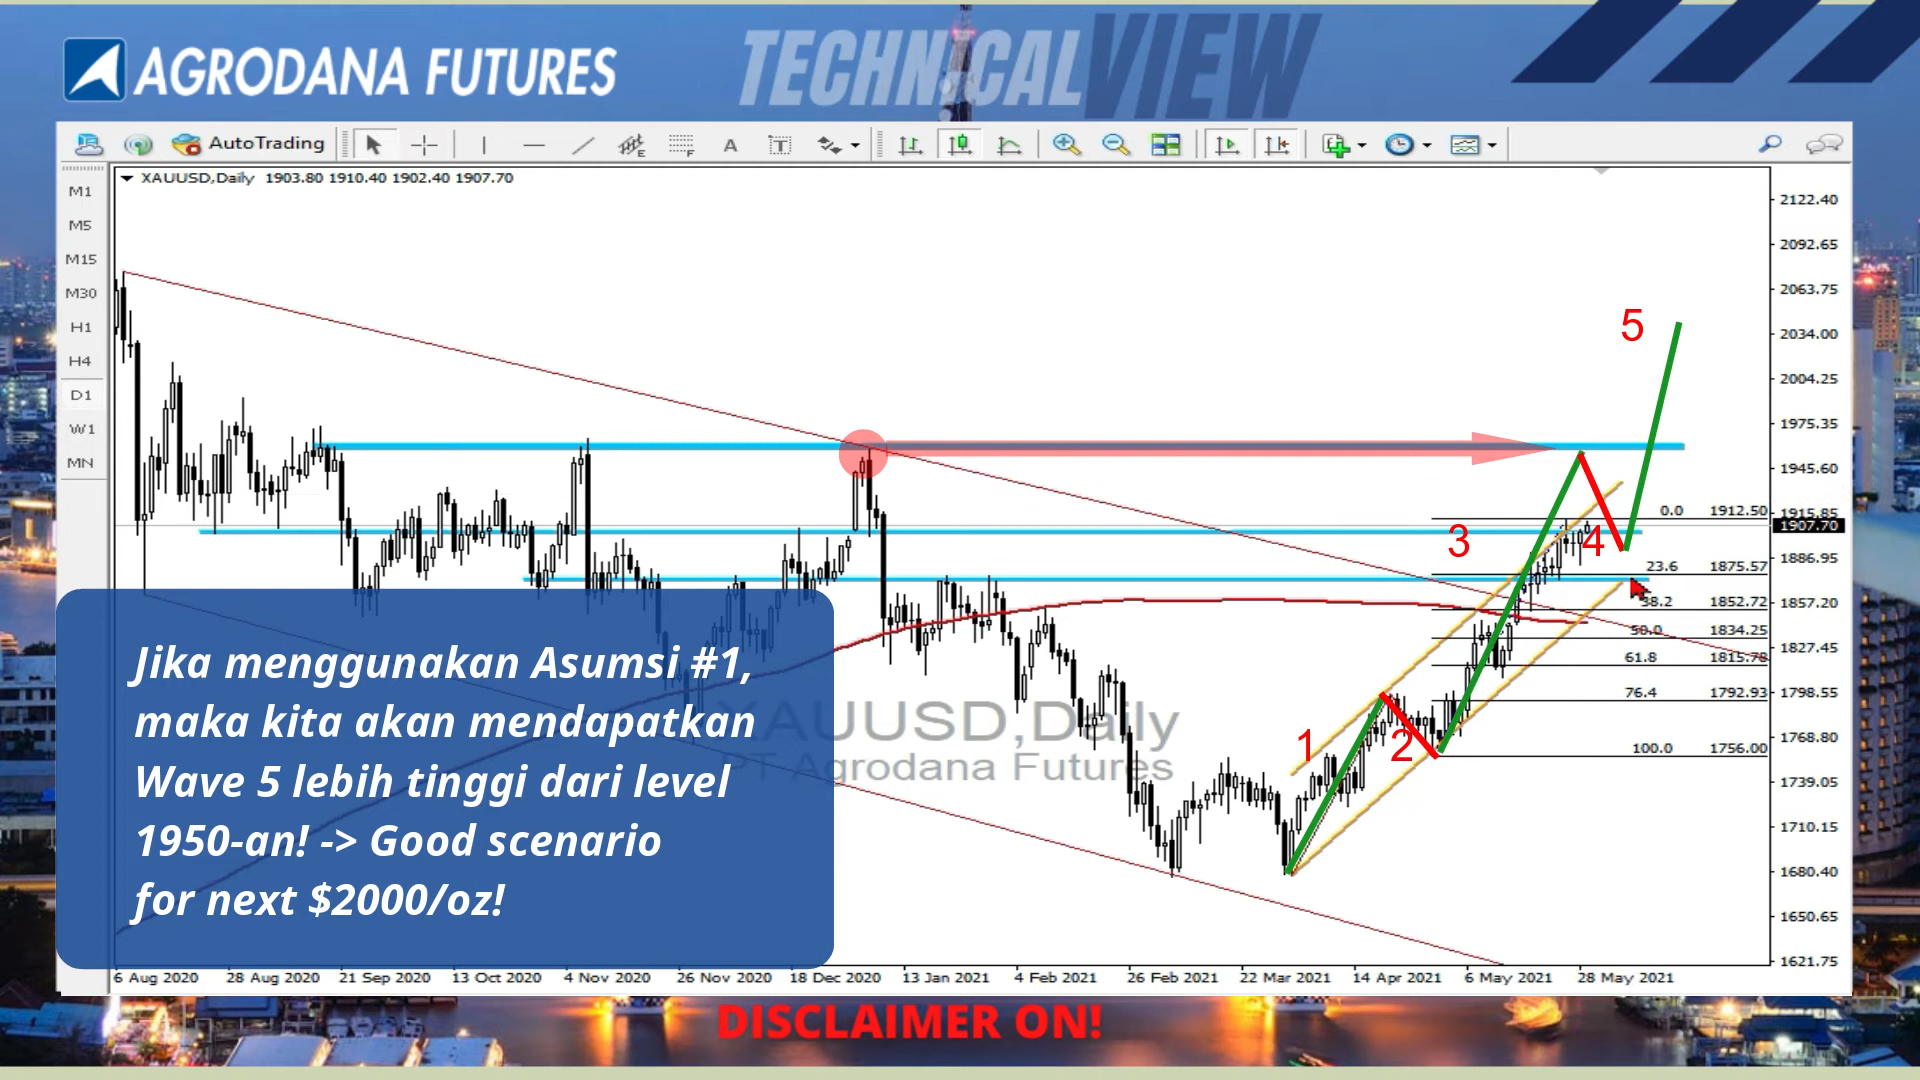 AGRODANA FUTURES
TECHNICAL VIEW
AutoTrading
E
F
A
T
M1
M5
M15
M30
H1
H4
D1
W1
MN
XAUUSD,Daily 1903.80 1910.40 1902.40 1907.70
2122.40
2092.65
2063.75
2034.00
2004.25
1975.35
1945.60
1915.85
1907.70
1886.95
1857.20
1827.45
1798.55
1768.80
1739.05
1710.15
1680.40
1650.65
1621.75
0.0 1912.50
23.6 1875.57
38.2 1852.72
50.0 1834.25
61.8 1815.78
76.4 1792.93
100.0 1756.00
1
2
3
4
5
XAUUSD,Daily
PT Agrodana Futures
Jika menggunakan Asumsi #1,
maka kita akan mendapatkan
Wave 5 lebih tinggi dari level
1950-an! -> Good scenario
for next $2000/oz!
6 Aug 2020 28 Aug 2020 21 Sep 2020 13 Oct 2020 4 Nov 2020 26 Nov 2020 18 Dec 2020 13 Jan 2021 4 Feb 2021 26 Feb 2021 22 Mar 2021 14 Apr 2021 6 May 2021 28 May 2021
DISCLAIMER ON!